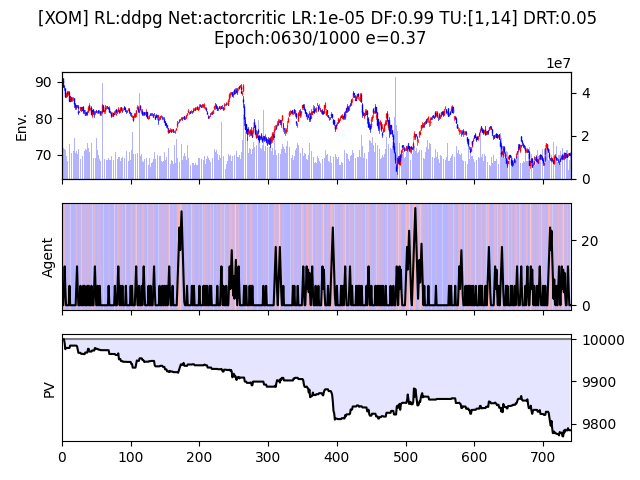 [XOM] RL:ddpg Net:actorcritic LR:1e-05 DF:0.99 TU:[1,14] DRT:0.05
Epoch:0630/1000 e=0.37
1e7
90
80
70
Env.
4
2
0
Agent
20
0
PV
10000
9900
9800
0 100 200 300 400 500 600 700